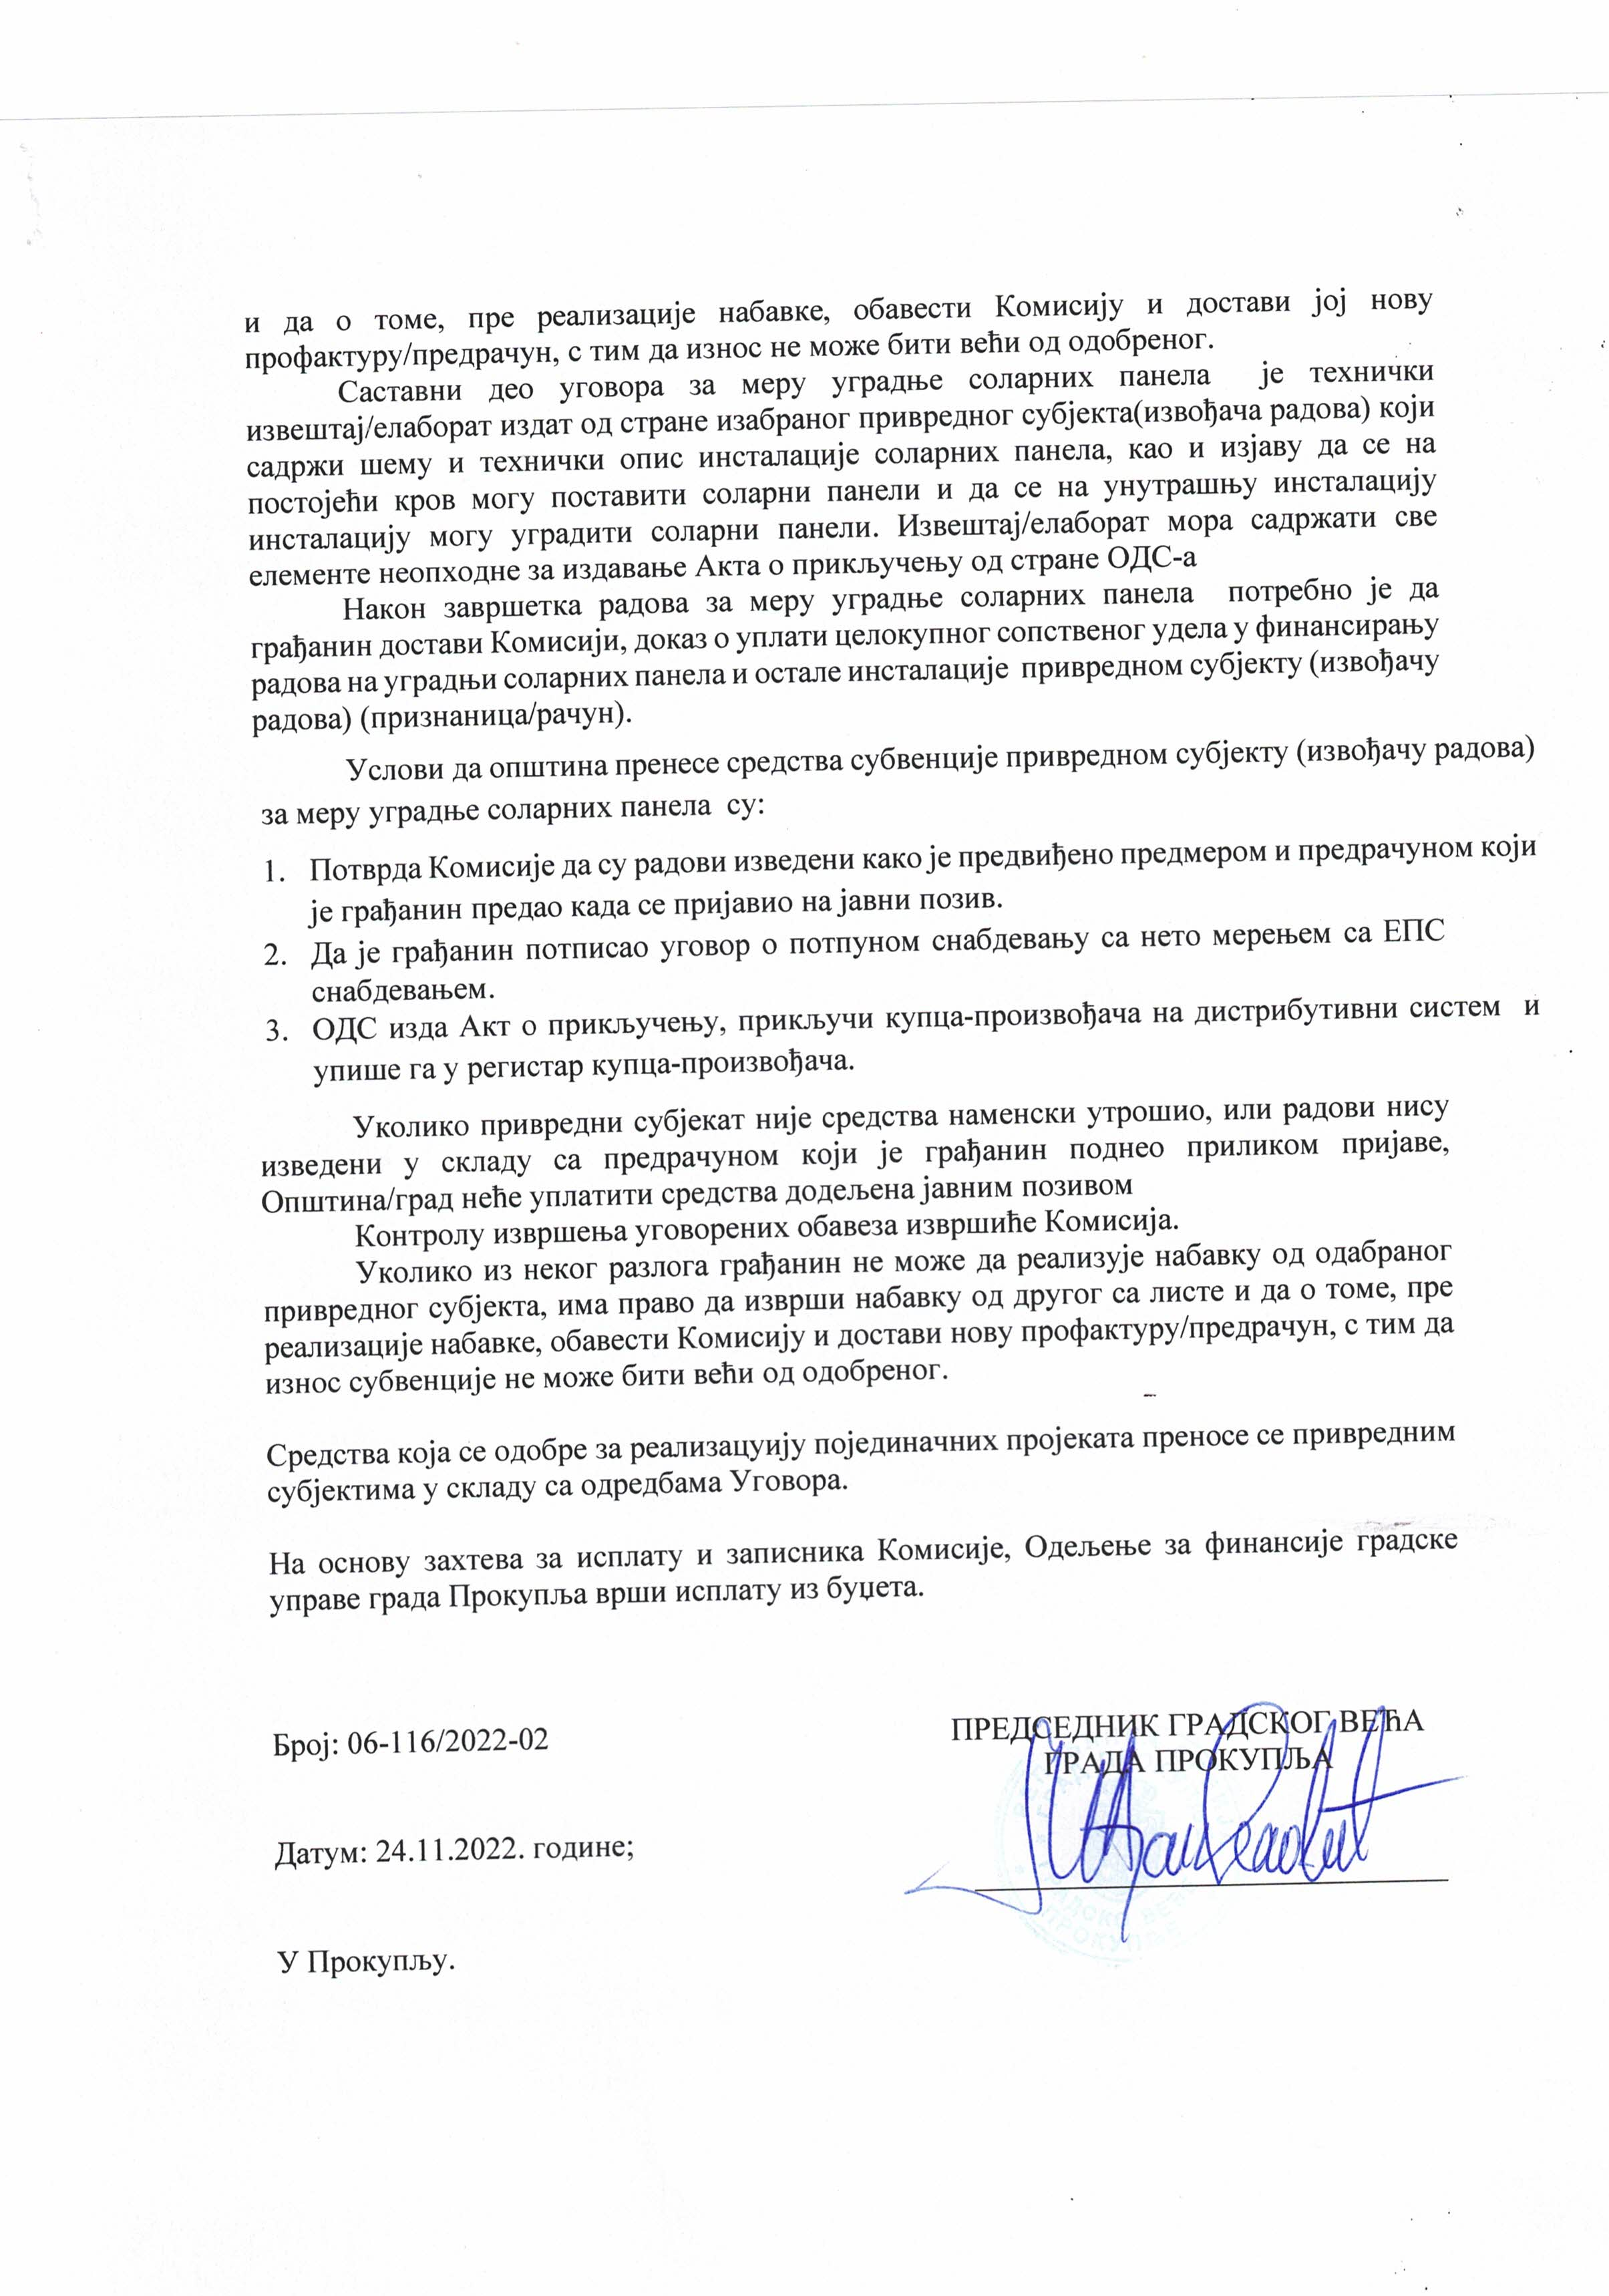 и да о томе, пре реализације набавке, обавести Комисију и достави јој нову
профактуру/предрачун, с тим да износ не може бити већи од одобреног.
Саставни део уговора за меру уградње соларних панела је технички
извештај/елаборат издат од стране изабраног привредног субјекта(извођача радова) који
садржи шему и технички опис инсталације соларних панела, као и изјаву да се на
постојећи кров могу поставити соларни панели и да се на унутрашњу инсталацију
инсталацију могу уградити соларни панели. Извештај/елаборат мора садржати све
елементе неопходне за издавање Акта о прикључењу од стране ОДС-а
Након завршетка радова за меру уградње соларних панела потребно је да
грађанин достави Комисији, доказ о уплати целокупног сопственог удела у финансирању
радова на уградњи соларних панела и остале инсталације привредном субјекту (извођачу
радова) (признаница/рачун).
Услови да општина пренесе средства субвенције привредном субјекту (извођачу радова)
за меру уградње соларних панела су:
1. Потврда Комисије да су радови изведени како је предвиђено предмером и предрачуном који
је грађанин предао када се пријавио на јавни позив.
2. Да је грађанин потписао уговор о потпуном снабдевању са нето мерењем са ЕПС
снабдевањем.
3. ОДС изда Акт о прикључењу, прикључи купца-произвођача на дистрибутивни систем и
упише га у регистар купца-произвођача.
Уколико привредни субјекат није средства наменски утрошио, или радови нису
изведени у складу са предрачуном који је грађанин поднео приликом пријаве,
Општина/град неће уплатити средства додељена јавним позивом
Контролу извршења уговорених обавеза извршиће Комисија.
Уколико из неког разлога грађанин не може да реализује набавку од одабраног
привредног субјекта, има право да изврши набавку од другог са листе и да о томе, пре
реализације набавке, обавести Комисију и достави нову профактуру/предрачун, с тим да
износ субвенције не може бити већи од одобреног.
Средства која се одобре за реализацуију појединачних пројеката преносе се привредним
субјектима у складу са одредбама Уговора.
На основу захтева за исплату и записника Комисије, Одељење за финансије градске
управе града Прокупља врши исплату из буџета.
Број: 06-116/2022-02
ПРЕДСЕДНИК ГРАДСКОГ ВЕЋА
ГРАДА ПРОКУПЉА
Датум: 24.11.2022. године;
У Прокупљу.